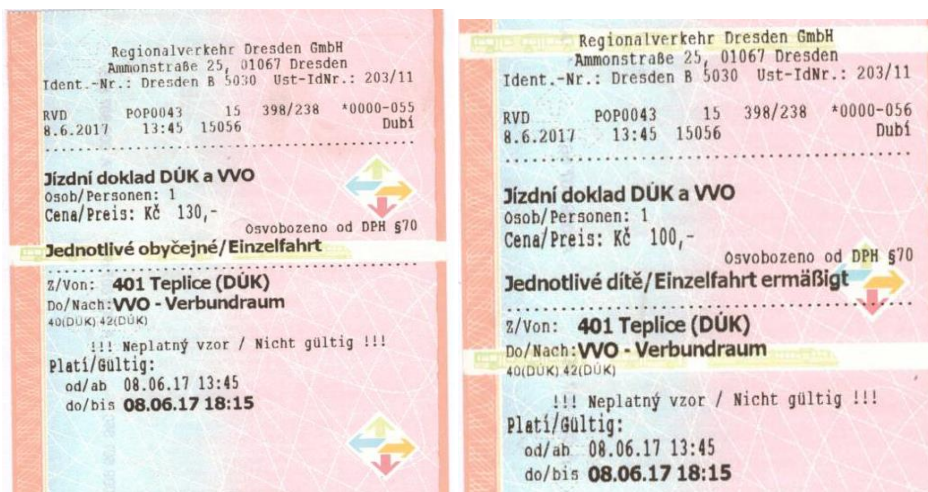 Regionalverkehr Dresden GmbH
Ammonstraße 25, 01067 Dresden
Ident.-Nr.: Dresden B 5030 Ust-IdNr.: 203/11
RVD POP0043 15 398/238 *0000-055
8.6.2017 13:45 15056 Dubí
Jízdní doklad DÚK a VVO
Osob/Personen: 1
Cena/Preis: Kč 130,-
Osvobozeno od DPH §70
Jednotlivé obyčejné/Einzelfahrt
Z/Von: 401 Teplice (DÚK)
Do/Nach: VVO - Verbundraum
40(DÚK) 42(DÚK)
!!! Neplatný vzor / Nicht gültig !!!
Platí/Gültig:
od/ab 08.06.17 13:45
do/bis 08.06.17 18:15
Regionalverkehr Dresden GmbH
Ammonstraße 25, 01067 Dresden
Ident.-Nr.: Dresden B 5030 Ust-IdNr.: 203/11
RVD POP0043 15 398/238 *0000-056
8.6.2017 13:45 15056 Dubí
Jízdní doklad DÚK a VVO
Osob/Personen: 1
Cena/Preis: Kč 100,-
Osvobozeno od DPH §70
Jednotlivé dítě/Einzelfahrt ermäßigt
Z/Von: 401 Teplice (DÚK)
Do/Nach: VVO - Verbundraum
40(DÚK) 42(DÚK)
!!! Neplatný vzor / Nicht gültig !!!
Platí/Gültig:
od/ab 08.06.17 13:45
do/bis 08.06.17 18:15